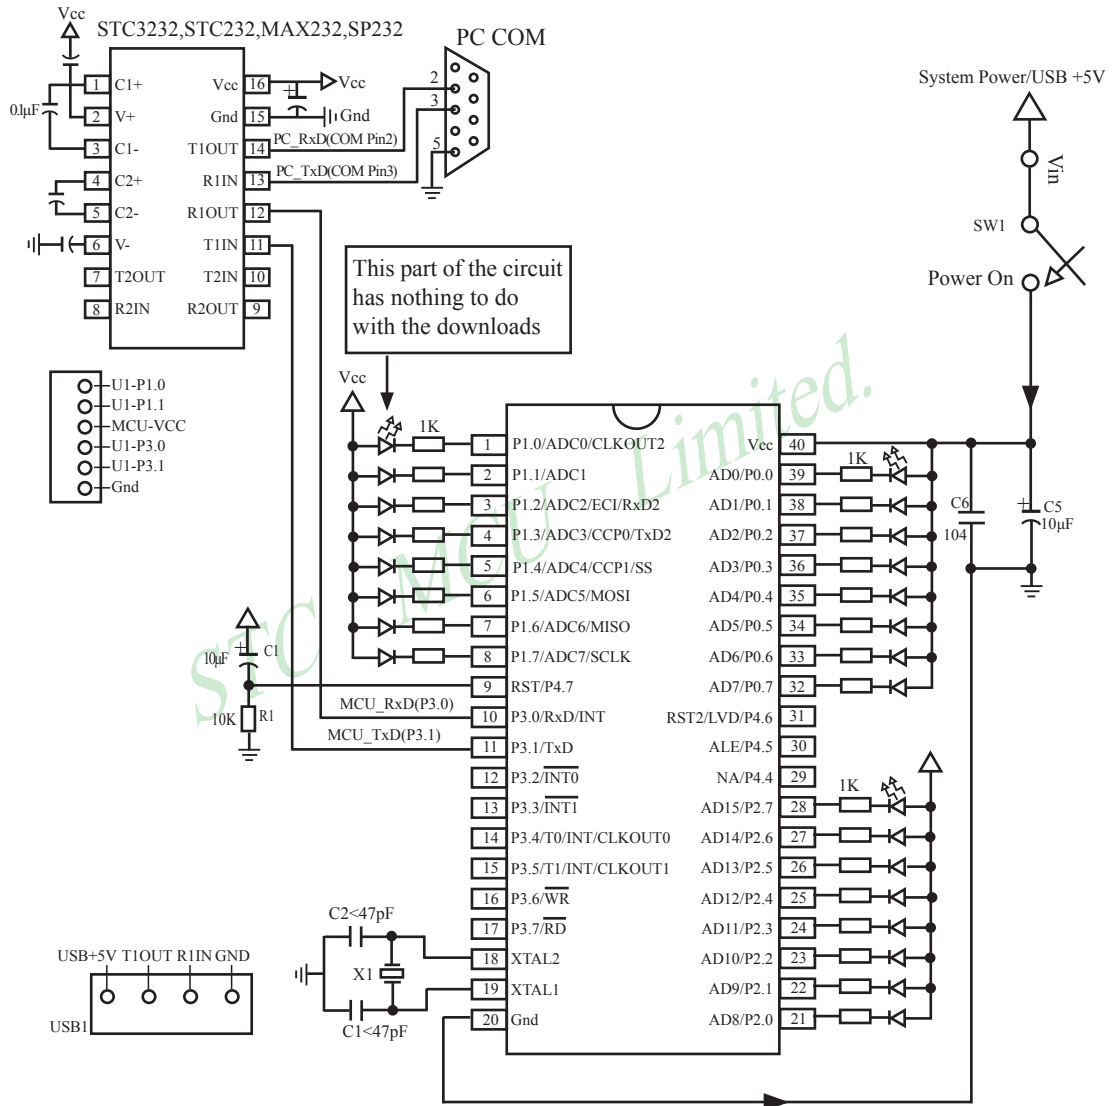 Vcc
STC3232,STC232,MAX232,SP232
PC COM
1 C1+
2 V+
3 C1-
4 C2+
5 C2-
6 V-
7 T2OUT
8 R2IN
0.1μF
Vcc 16
Gnd 15
T1OUT 14
R1IN 13
R1OUT 12
T1IN 11
T2IN 10
R2OUT 9
Vcc
Gnd
PC_RxD(COM Pin2)
PC_TxD(COM Pin3)
2
3
5
System Power/USB +5V
Vin
SW1
Power On
This part of the circuit
has nothing to do
with the downloads
U1-P1.0
U1-P1.1
MCU-VCC
U1-P3.0
U1-P3.1
Gnd
Vcc
1K
1 P1.0/ADC0/CLKOUT2
2 P1.1/ADC1
3 P1.2/ADC2/ECI/RxD2
4 P1.3/ADC3/CCP0/TxD2
5 P1.4/ADC4/CCP1/SS
6 P1.5/ADC5/MOSI
7 P1.6/ADC6/MISO
8 P1.7/ADC7/SCLK
9 RST/P4.7
10 P3.0/RxD/INT
11 P3.1/TxD
12 P3.2/INT0
13 P3.3/INT1
14 P3.4/T0/INT/CLKOUT0
15 P3.5/T1/INT/CLKOUT1
16 P3.6/WR
17 P3.7/RD
18 XTAL2
19 XTAL1
20 Gnd
Vcc 40
AD0/P0.0 39
AD1/P0.1 38
AD2/P0.2 37
AD3/P0.3 36
AD4/P0.4 35
AD5/P0.5 34
AD6/P0.6 33
AD7/P0.7 32
RST2/LVD/P4.6 31
ALE/P4.5 30
NA/P4.4 29
AD15/P2.7 28
AD14/P2.6 27
AD13/P2.5 26
AD12/P2.4 25
AD11/P2.3 24
AD10/P2.2 23
AD9/P2.1 22
AD8/P2.0 21
1K
1K
C6
104
+
C5
10μF
10μF
+
C1
10K
R1
MCU_RxD(P3.0)
MCU_TxD(P3.1)
C2<47pF
X1
C1<47pF
USB+5V T1OUT R1IN GND
USB1
STC MCU Limited.